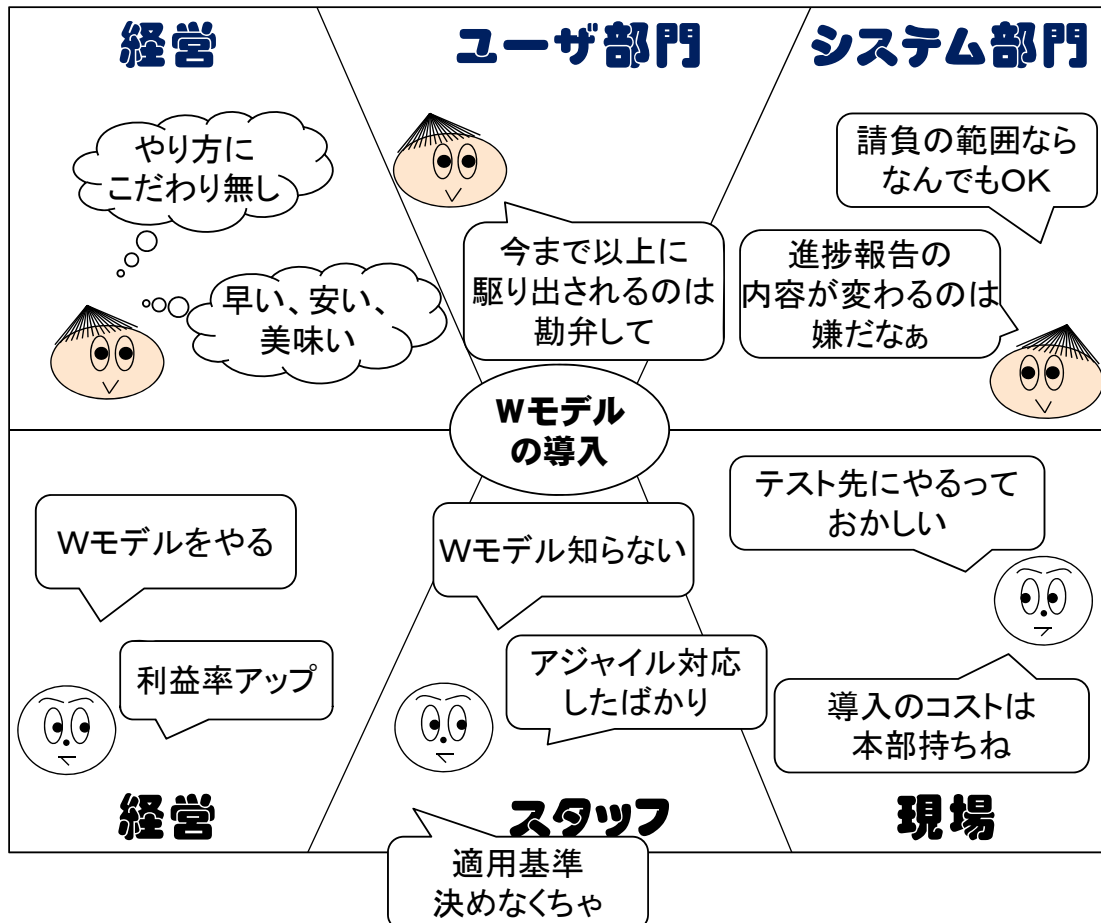 経営
やり方に
こだわり無し
早い、安い、
美味い
ユーザ部門
今まで以上に
駆り出されるのは
勘弁して
システム部門
請負の範囲なら
なんでもOK
進捗報告の
内容が変わるのは
嫌だなぁ
Wモデル
の導入
Wモデルをやる
利益率アップ
経営
Wモデル知らない
アジャイル対応
したばかり
スタッフ
適用基準
決めなくちゃ
テスト先にやるって
おかしい
導入のコストは
本部持ちね
現場